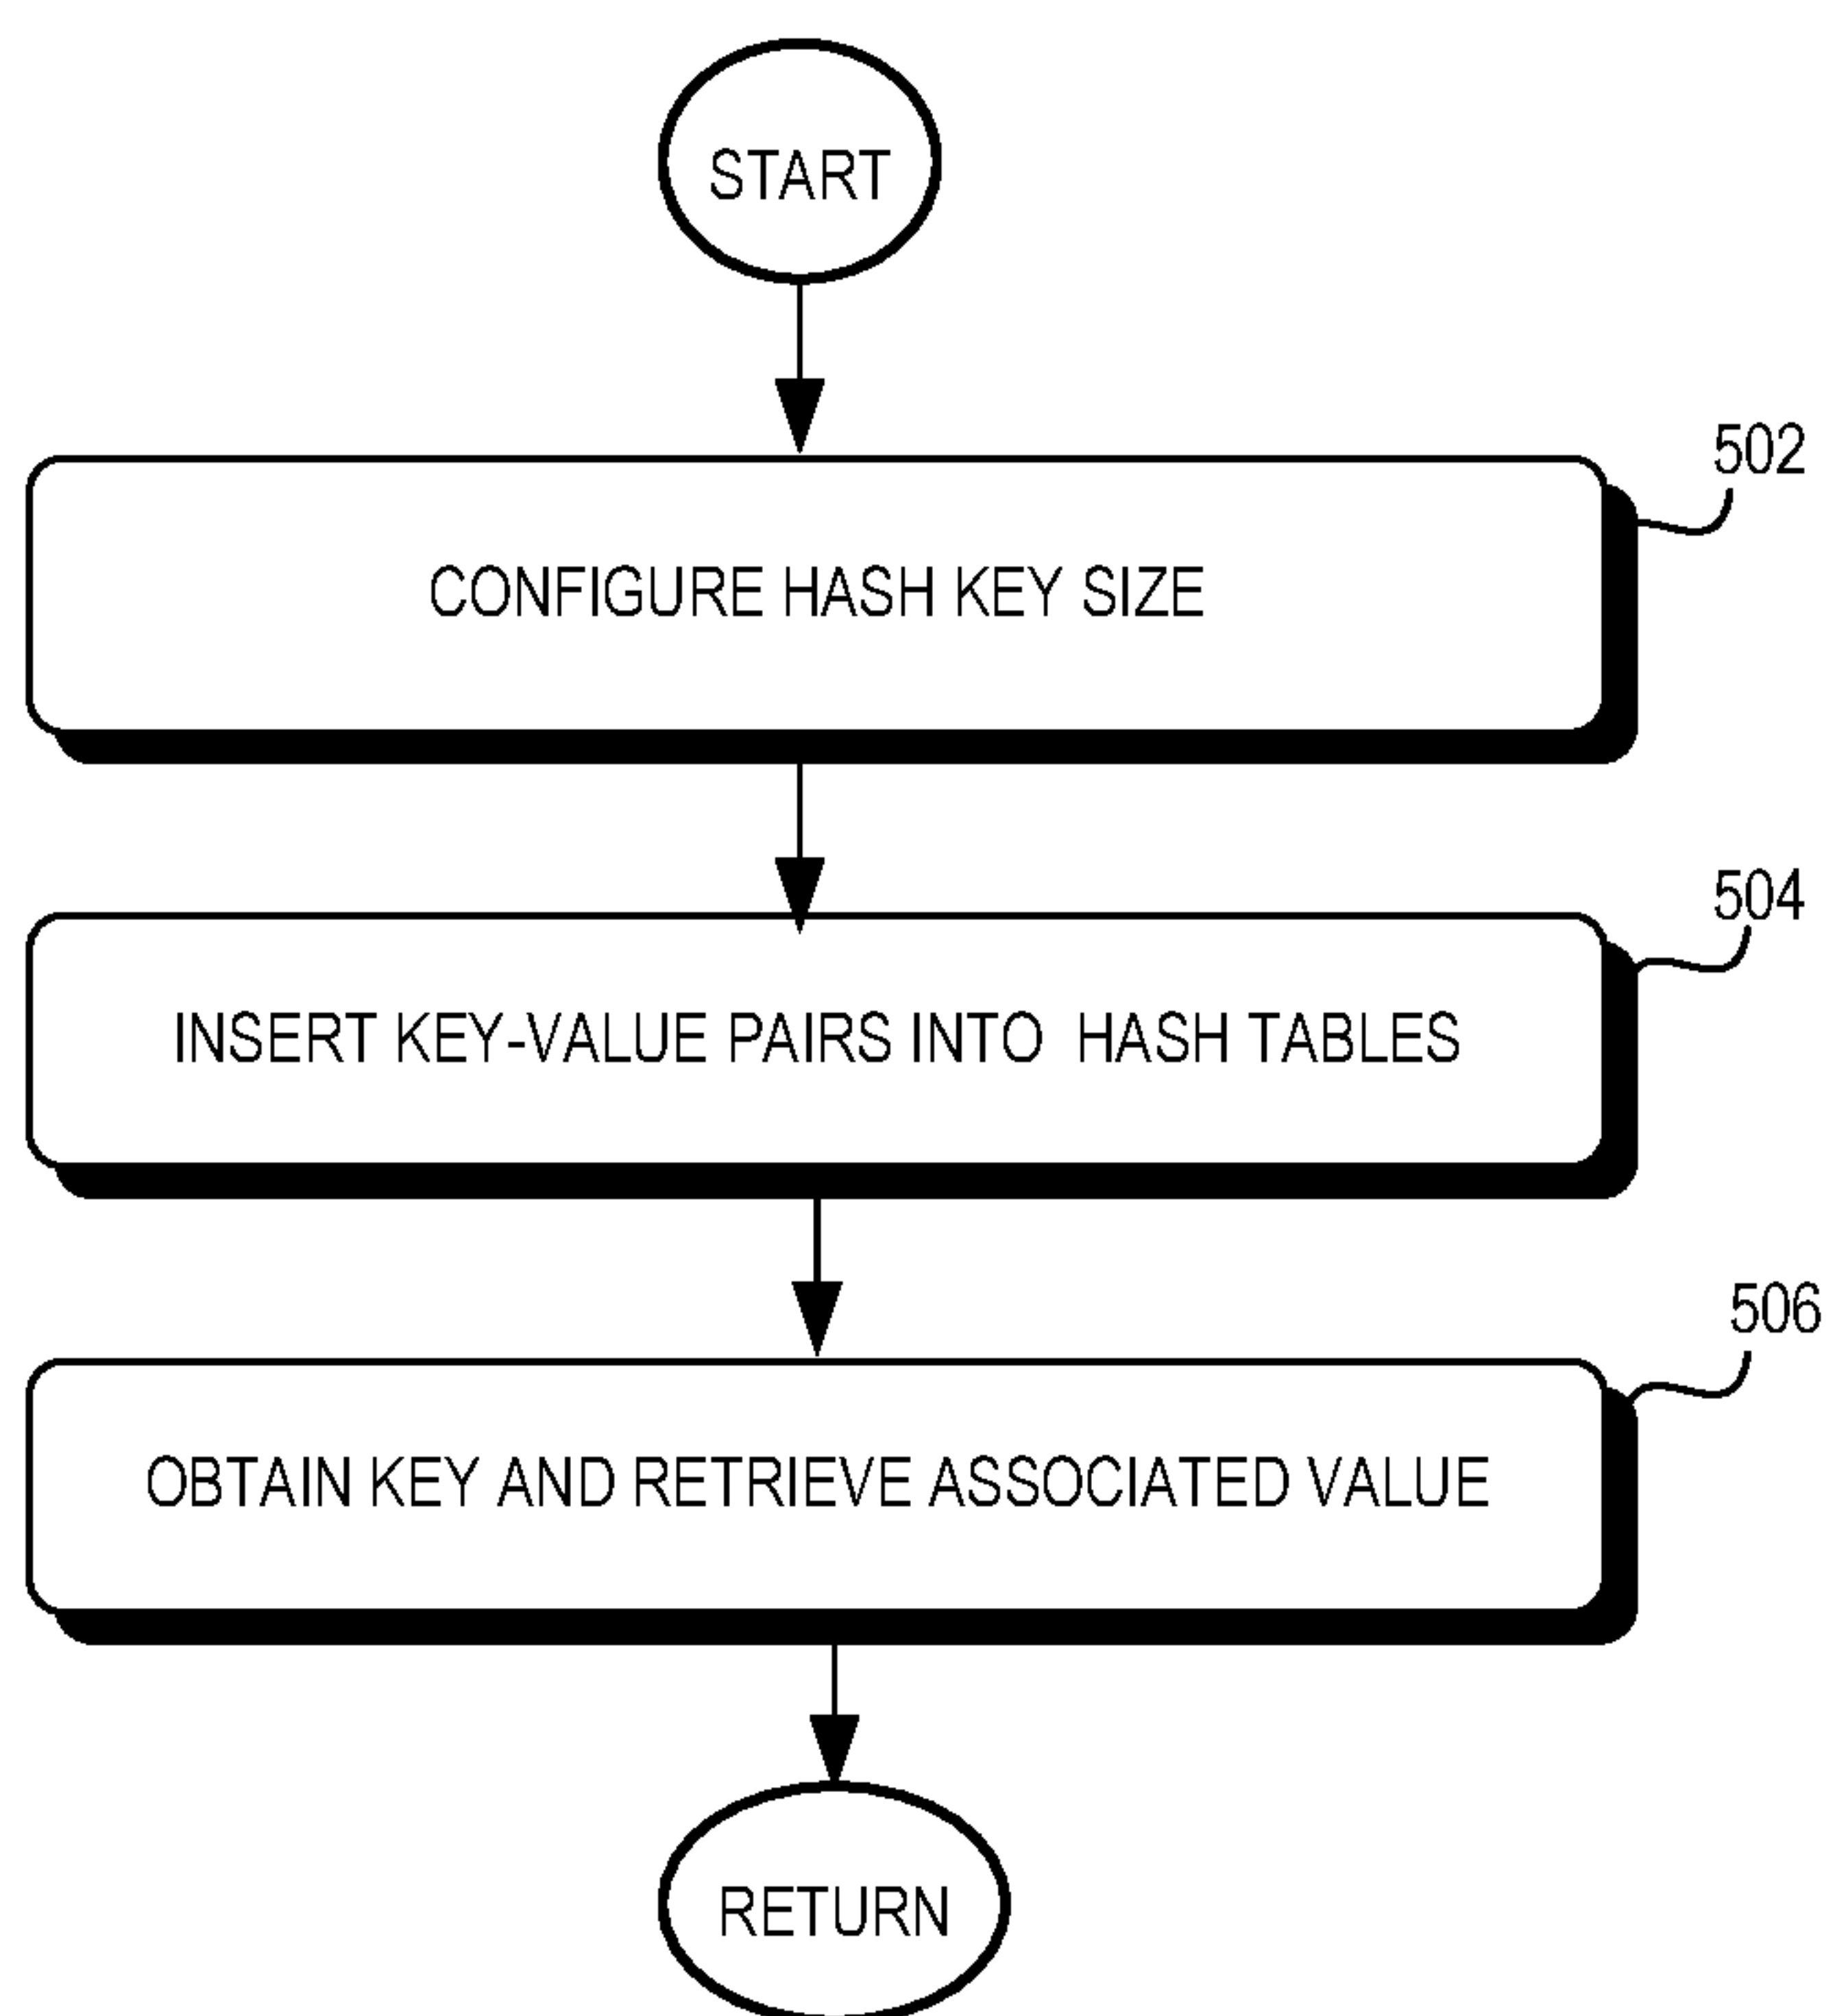 START
502
CONFIGURE HASH KEY SIZE
504
INSERT KEY-VALUE PAIRS INTO HASH TABLES
506
OBTAIN KEY AND RETRIEVE ASSOCIATED VALUE
RETURN